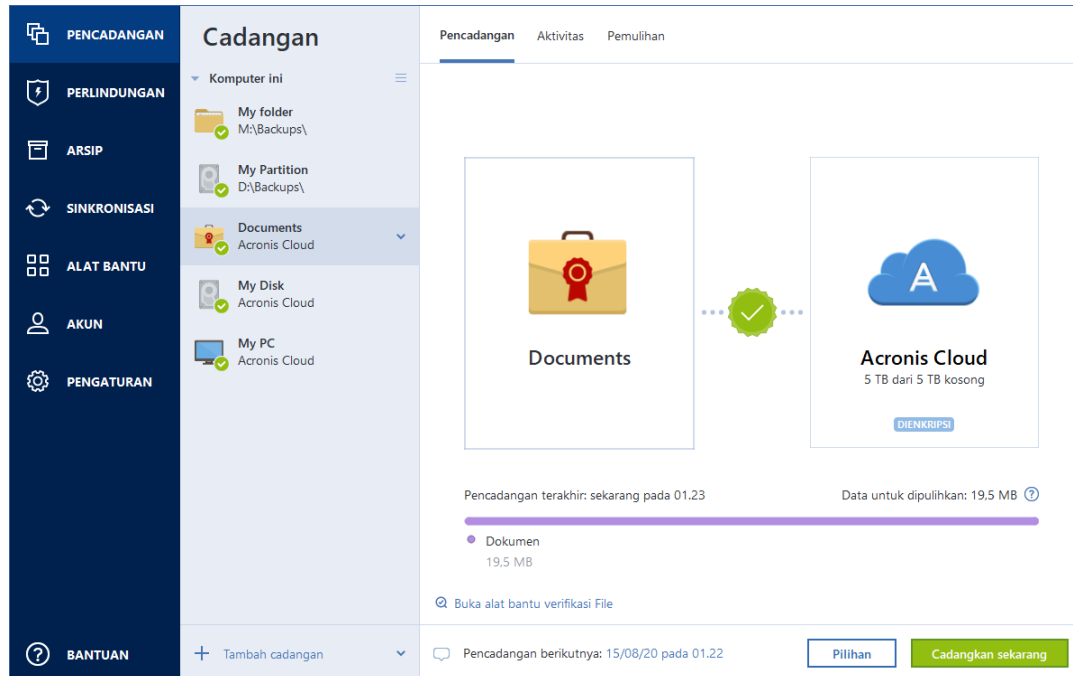 PENCADANGAN
PERLINDUNGAN
ARSIP
SINKRONISASI
ALAT BANTU
AKUN
PENGATURAN
BANTUAN
Cadangan
Komputer ini
My folder
M:\Backups\
My Partition
D:\Backups\
Documents
Acronis Cloud
My Disk
Acronis Cloud
My PC
Acronis Cloud
Tambah cadangan
Pencadangan Aktivitas Pemulihan
Documents
A
Acronis Cloud
5 TB dari 5 TB kosong
DIENKRIPSI
Pencadangan terakhir: sekarang pada 01.23 Data untuk dipulihkan: 19,5 MB ?
Dokumen
19,5 MB
Buka alat bantu verifikasi File
Pencadangan berikutnya: 15/08/20 pada 01.22 Pilihan Cadangkan sekarang